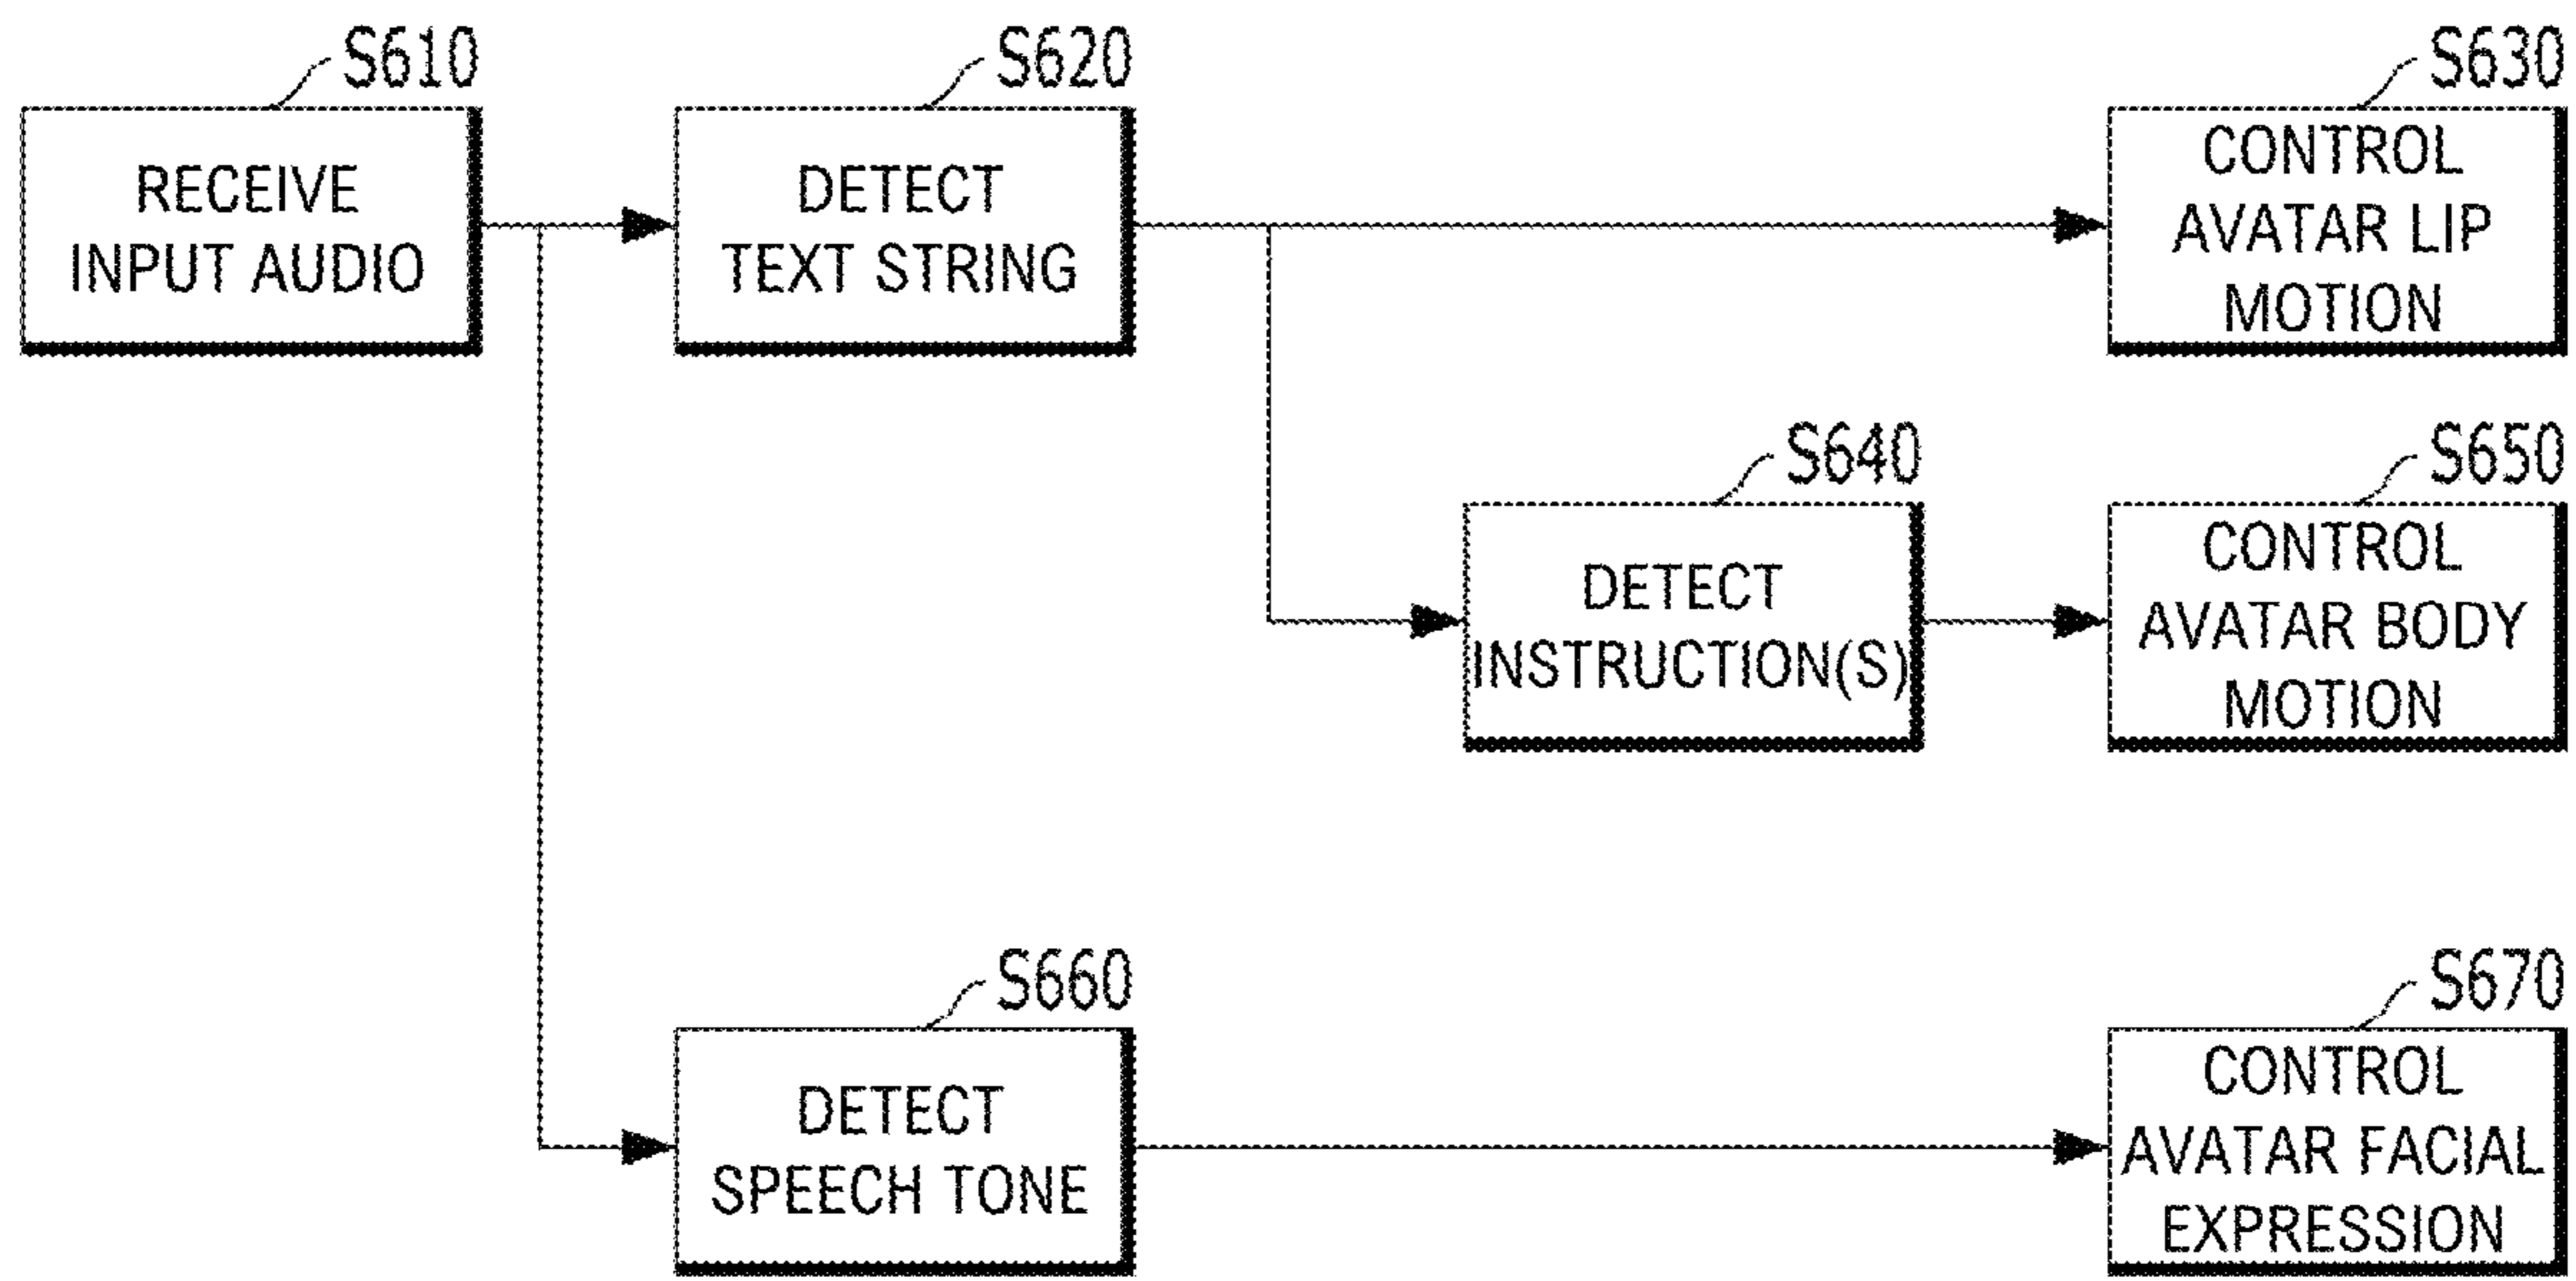 S610
RECEIVE
INPUT AUDIO
S620
DETECT
TEXT STRING
S630
CONTROL
AVATAR LIP
MOTION
S640
DETECT
INSTRUCTION(S)
S650
CONTROL
AVATAR BODY
MOTION
S660
DETECT
SPEECH TONE
S670
CONTROL
AVATAR FACIAL
EXPRESSION